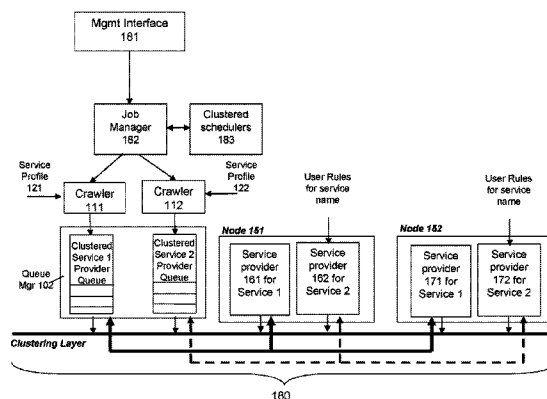 Mgmt Interface
181
Job
Manager
182
Clustered
schedulers
183
Service
Profile
121
Crawler
111
Crawler
112
Service
Profile
122
User Rules
for service
name
User Rules
for service
name
Queue
Mgr 102
Clustered
Service 1
Provider
Queue
Clustered
Service 2
Provider
Queue
Node 151
Service
provider
161 for
Service 1
Service
provider
162 for
Service 2
Node 152
Service
provider
171 for
Service 1
Service
provider
172 for
Service 2
Clustering Layer
180